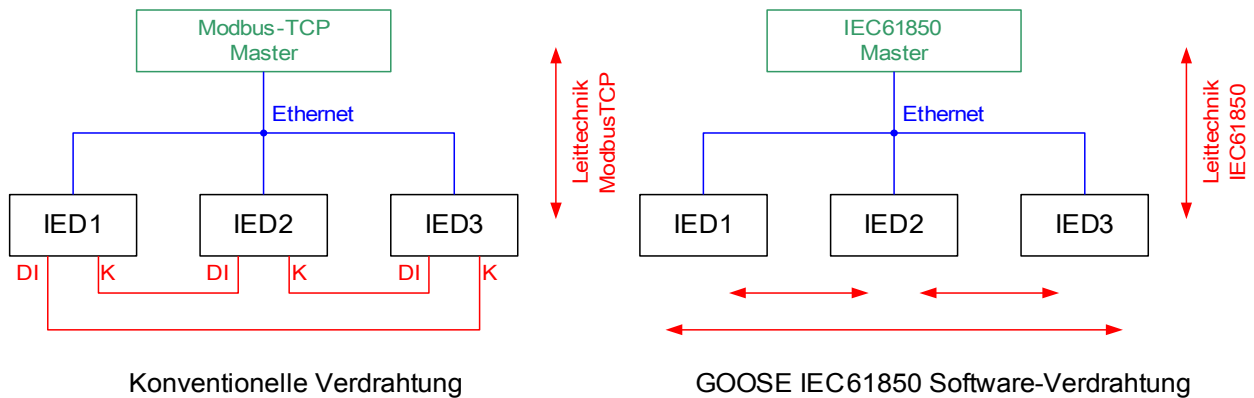 Modbus-TCP
Master
Ethernet
Leittechnik
ModbusTCP
IED1
IED2
IED3
DI
K
DI
K
DI
K
Konventionelle Verdrahtung
IEC61850
Master
Ethernet
Leittechnik
IEC61850
IED1
IED2
IED3
GOOSE IEC61850 Software-Verdrahtung